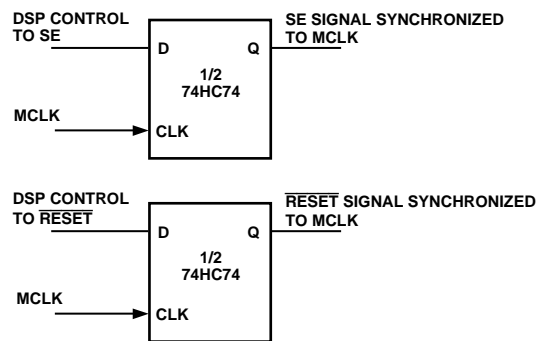 DSP CONTROL
TO SE
D
Q
SE SIGNAL SYNCHRONIZED
TO MCLK
1/2
74HC74
MCLK
CLK
DSP CONTROL
TO RESET
D
Q
RESET SIGNAL SYNCHRONIZED
TO MCLK
1/2
74HC74
MCLK
CLK